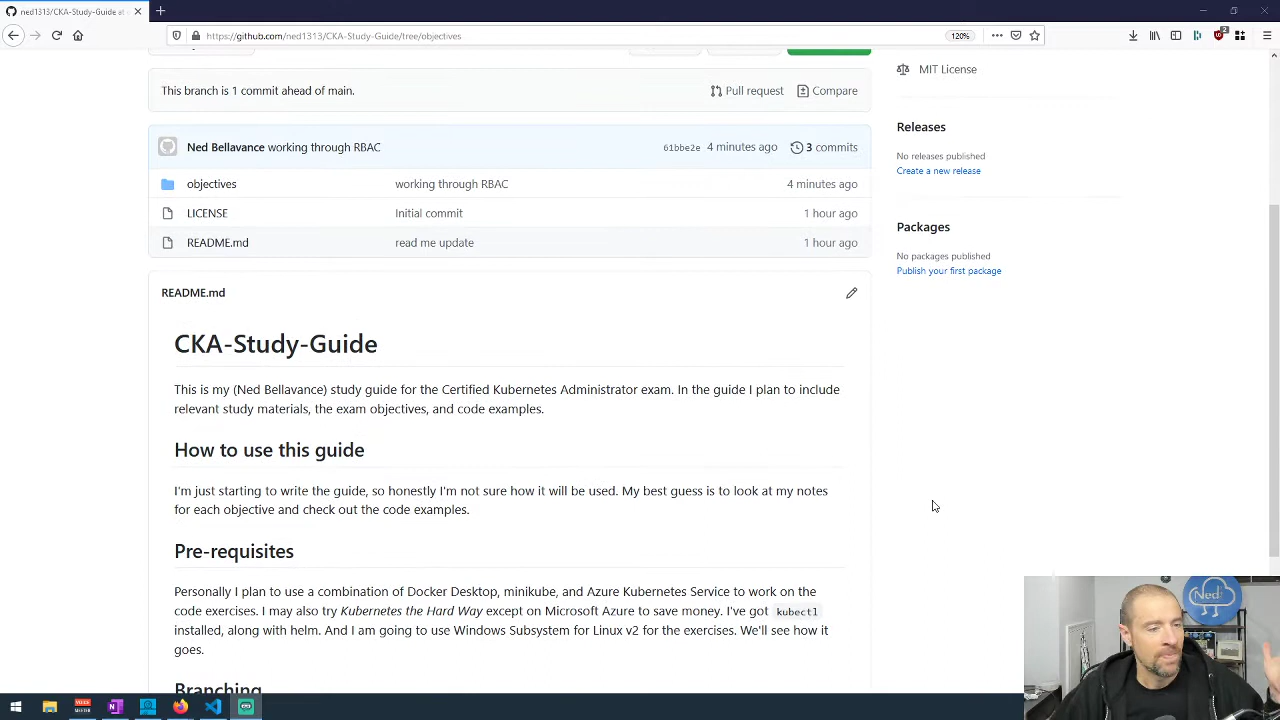 ned1313/CKA-Study-Guide at
https://github.com/ned1313/CKA-Study-Guide/tree/objectives
120%
2
MIT License
This branch is 1 commit ahead of main.
Pull request
Compare
Releases
Ned Bellavance working through RBAC
61bbe2e 4 minutes ago
3 commits
No releases published
Create a new release
objectives
working through RBAC
4 minutes ago
LICENSE
Initial commit
1 hour ago
Packages
README.md
read me update
1 hour ago
No packages published
Publish your first package
README.md
CKA-Study-Guide
This is my (Ned Bellavance) study guide for the Certified Kubernetes Administrator exam. In the guide I plan to include
relevant study materials, the exam objectives, and code examples.
How to use this guide
I'm just starting to write the guide, so honestly I'm not sure how it will be used. My best guess is to look at my notes
for each objective and check out the code examples.
Pre-requisites
Personally I plan to use a combination of Docker Desktop, minikube, and Azure Kubernetes Service to work on the
code exercises. I may also try Kubernetes the Hard Way except on Microsoft Azure to save money. I've got kubectl
installed, along with helm. And I am going to use Windows Subsystem for Linux v2 for the exercises. We'll see how it
goes.
Branching
Ned